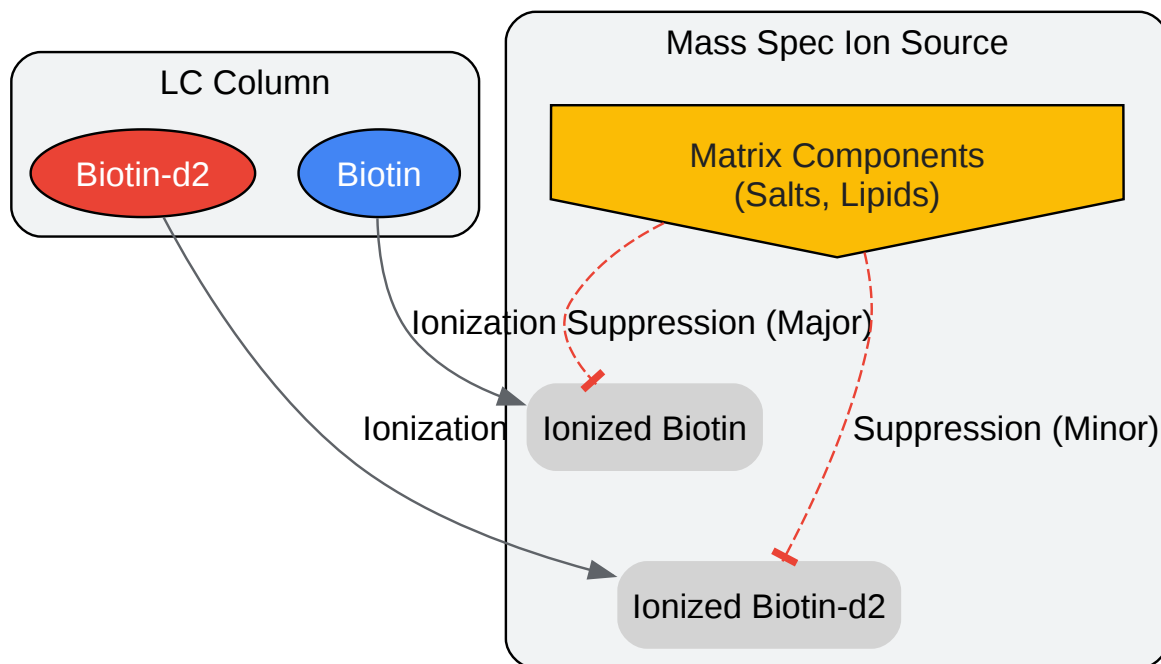 Mass Spec Ion Source
LC Column
Biotin-d2
Biotin
Matrix Components
(Salts, Lipids)
Ionization
Suppression (Major)
Ionization
Ionized Biotin
Suppression (Minor)
Ionized Biotin-d2